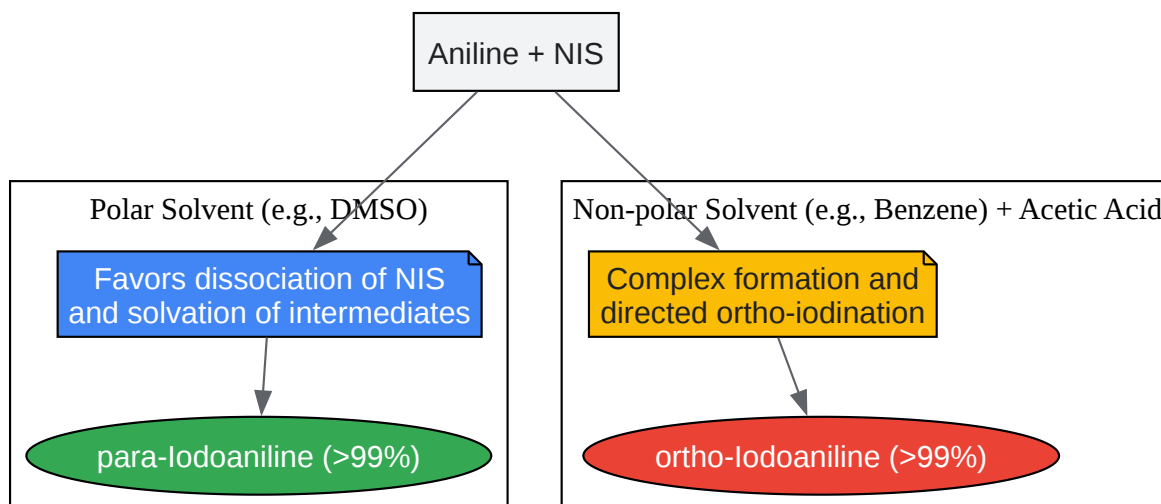 Aniline + NIS
Polar Solvent (e.g., DMSO)
Favors dissociation of NIS
and solvation of intermediates
para-Iodoaniline (>99%)
Non-polar Solvent (e.g., Benzene) + Acetic Acid
Complex formation and
directed ortho-iodination
ortho-Iodoaniline (>99%)